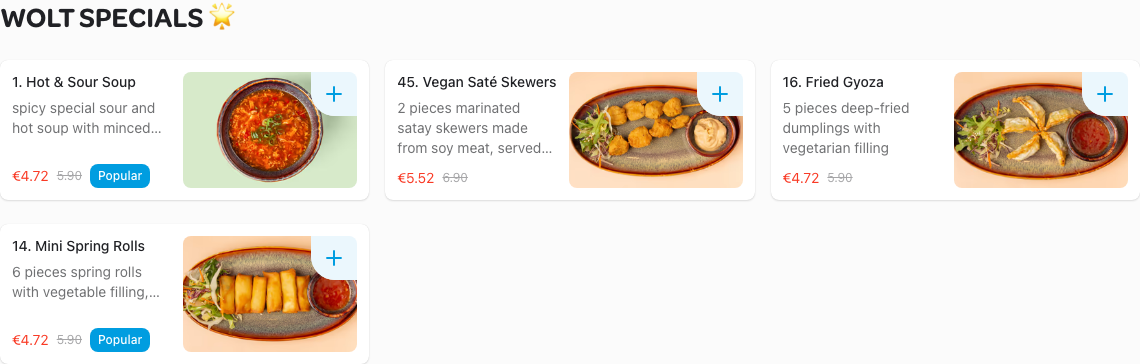 WOLT SPECIALS 🌟
1. Hot & Sour Soup
spicy special sour and
hot soup with minced...
€4.72 5.90 Popular
45. Vegan Saté Skewers
2 pieces marinated
satay skewers made
from soy meat, served...
€5.52 6.90
16. Fried Gyoza
5 pieces deep-fried
dumplings with
vegetarian filling
€4.72 5.90
14. Mini Spring Rolls
6 pieces spring rolls
with vegetable filling,...
€4.72 5.90 Popular